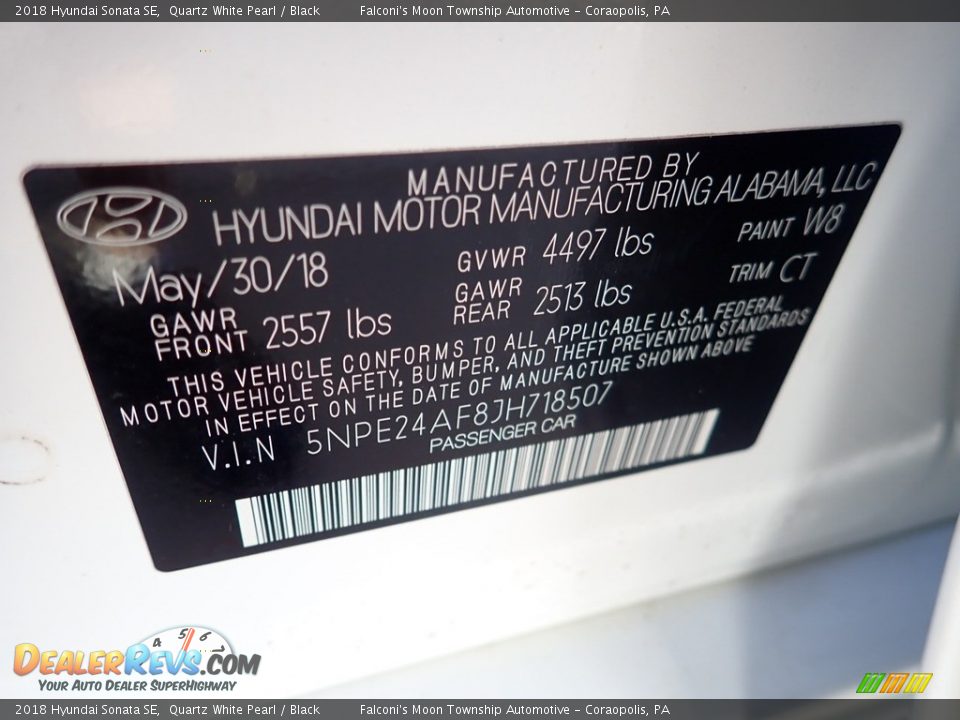 2018 Hyundai Sonata SE, Quartz White Pearl / Black Falconi's Moon Township Automotive - Coraopolis, PA
MANUFACTURED BY
HYUNDAI MOTOR MANUFACTURING ALABAMA, LLC
May/30/18 GVWR 4497 lbs PAINT W8
GAWR FRONT 2557 lbs GAWR REAR 2513 lbs TRIM CT
THIS VEHICLE CONFORMS TO ALL APPLICABLE U.S.A. FEDERAL
MOTOR VEHICLE SAFETY, BUMPER, AND THEFT PREVENTION STANDARDS
IN EFFECT ON THE DATE OF MANUFACTURE SHOWN ABOVE
V.I.N 5NPE24AF8JH718507
PASSENGER CAR
4 5 6
DEALERREVS.COM
YOUR AUTO DEALER SUPERHIGHWAY
2018 Hyundai Sonata SE, Quartz White Pearl / Black Falconi's Moon Township Automotive - Coraopolis, PA